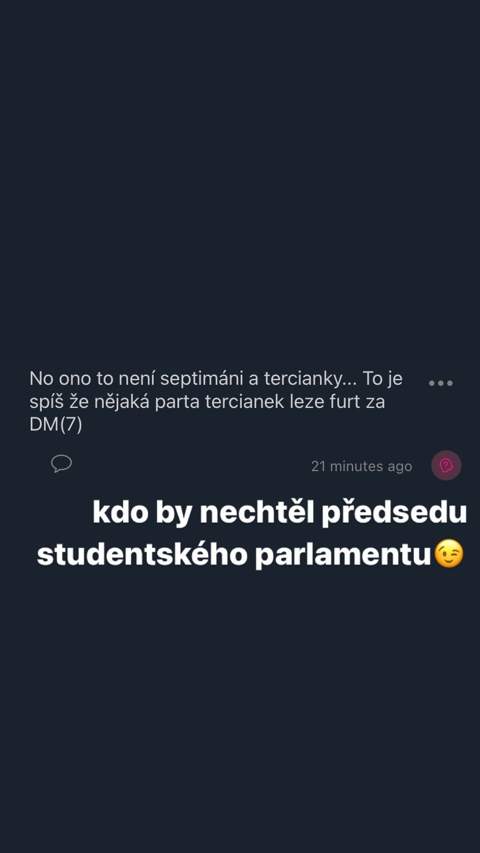 No ono to není septimáni a tercianky... To je
spíš že nějaká parta tercianek leze furt za
DM(7)
21 minutes ago
kdo by nechtěl předsedu
studentského parlamentu😉